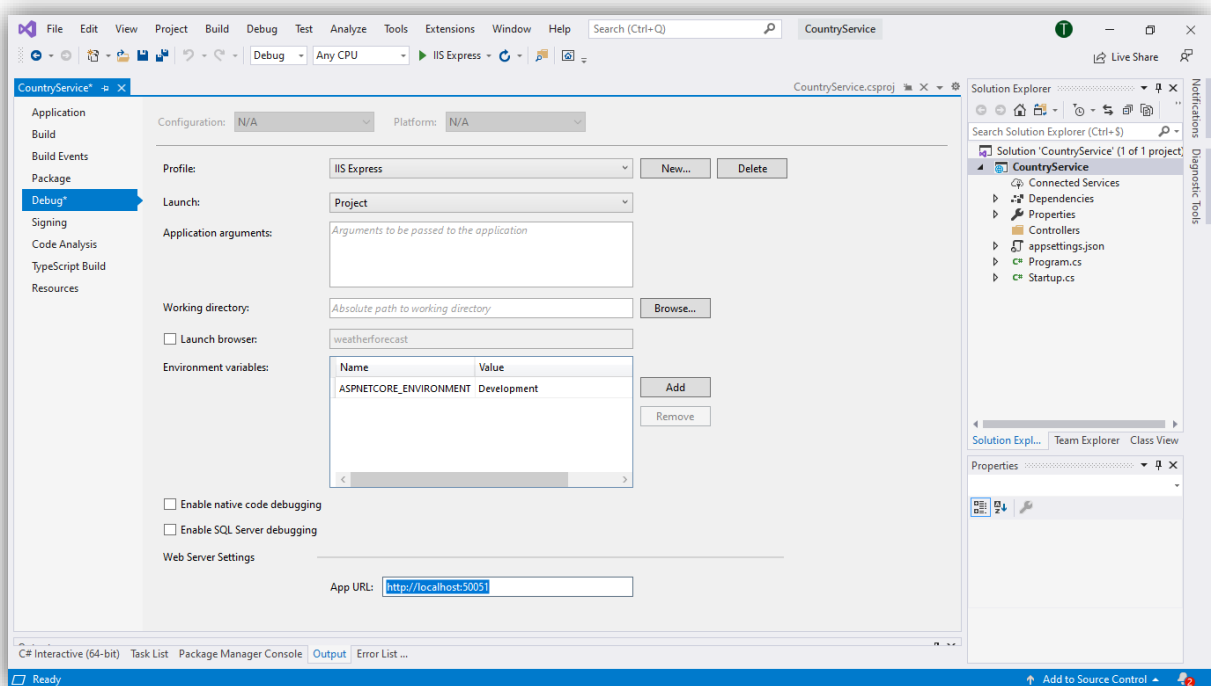 File Edit View Project Build Debug Test Analyze Tools Extensions Window Help Search (Ctrl+Q) CountryService T
Debug Any CPU IIS Express Live Share
CountryService* CountryService.csproj
Application
Build
Build Events
Package
Debug*
Signing
Code Analysis
TypeScript Build
Resources
Configuration: N/A Platform: N/A
Profile: IIS Express New... Delete
Launch: Project
Application arguments: Arguments to be passed to the application
Working directory: Absolute path to working directory Browse...
Launch browser: weatherforecast
Environment variables: Name Value
ASPNETCORE_ENVIRONMENT Development
Add
Remove
Enable native code debugging
Enable SQL Server debugging
Web Server Settings
App URL: http://localhost:50051
Solution Explorer
Search Solution Explorer (Ctrl+$)
Solution 'CountryService' (1 of 1 project)
CountryService
Connected Services
Dependencies
Properties
Controllers
appsettings.json
C# Program.cs
C# Startup.cs
Solution Expl... Team Explorer Class View
Properties
Notifications
Diagnostic Tools
C# Interactive (64-bit) Task List Package Manager Console Output Error List ...
Ready Add to Source Control 2